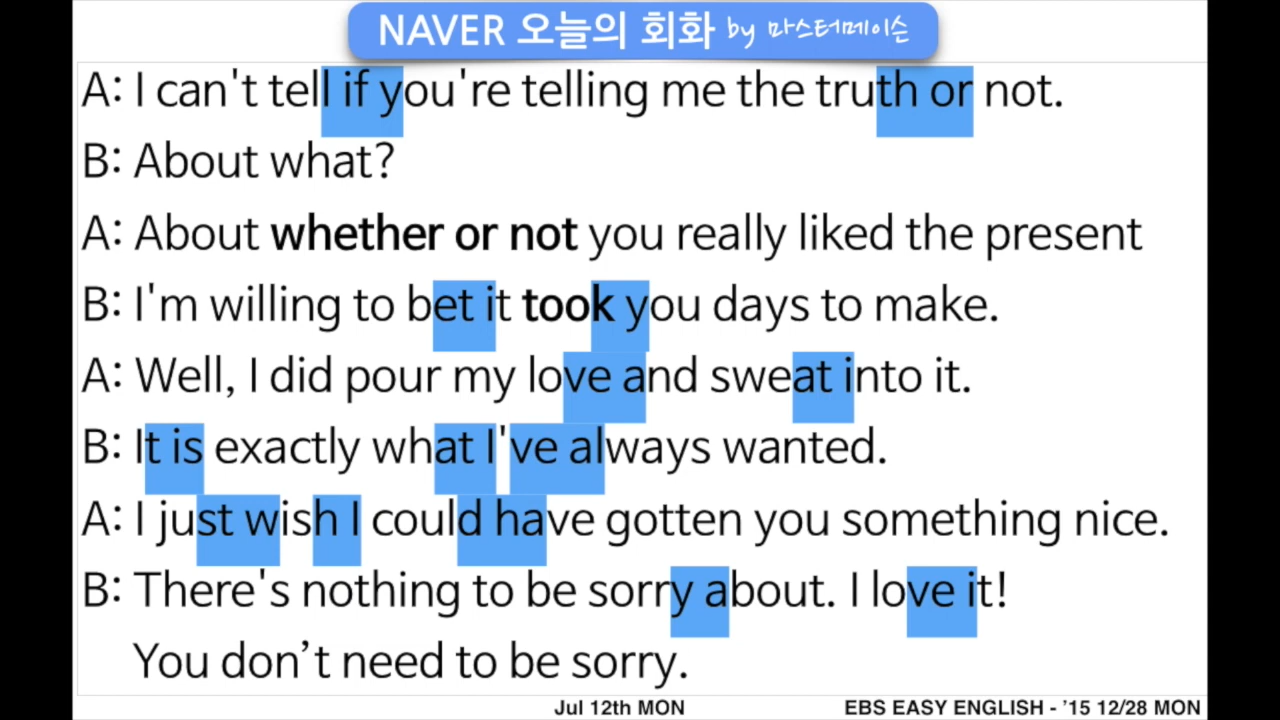 NAVER 오늘의 회화 by 마스터메이슨
A: I can't tell if you're telling me the truth or not.
B: About what?
A: About whether or not you really liked the present
B: I'm willing to bet it took you days to make.
A: Well, I did pour my love and sweat into it.
B: It is exactly what I've always wanted.
A: I just wish I could have gotten you something nice.
B: There's nothing to be sorry about. I love it!
You don’t need to be sorry.
Jul 12th MON
EBS EASY ENGLISH - ’15 12/28 MON